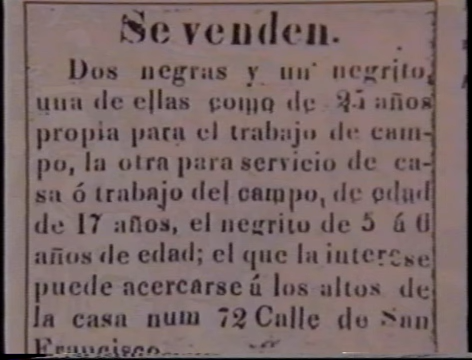 Se venden.
Dos negras y un negrito,
una de ellas como de 25 años
propia para el trabajo de cam-
po, la otra para servicio de ca-
sa ó trabajo del campo, de edad
de 17 años, el negrito de 5 á 6
años de edad; el que la interese
puede acercarse á los altos de
la casa num 72 Calle de San
Francisco